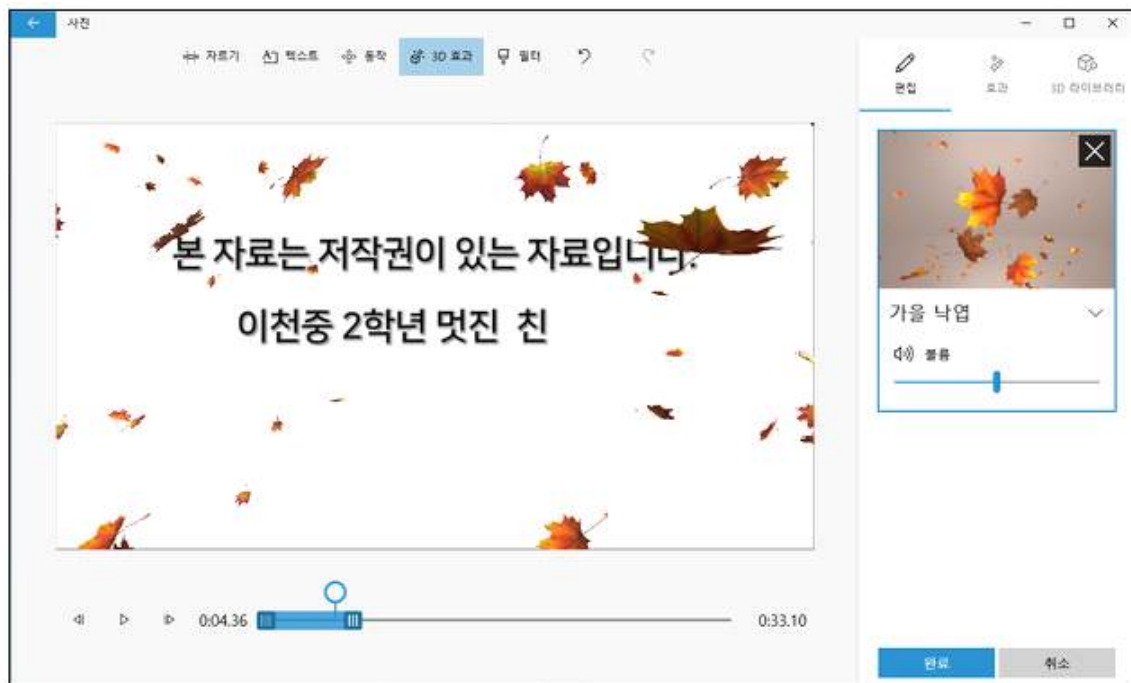 사진
자르기 텍스트 동작 3D 효과 필터
편집 효과 3D 라이브러리
본 자료는 저작권이 있는 자료입니다.
이천중 2학년 멋진 친
가을 낙엽
볼륨
0:04.36 0:33.10
완료 취소